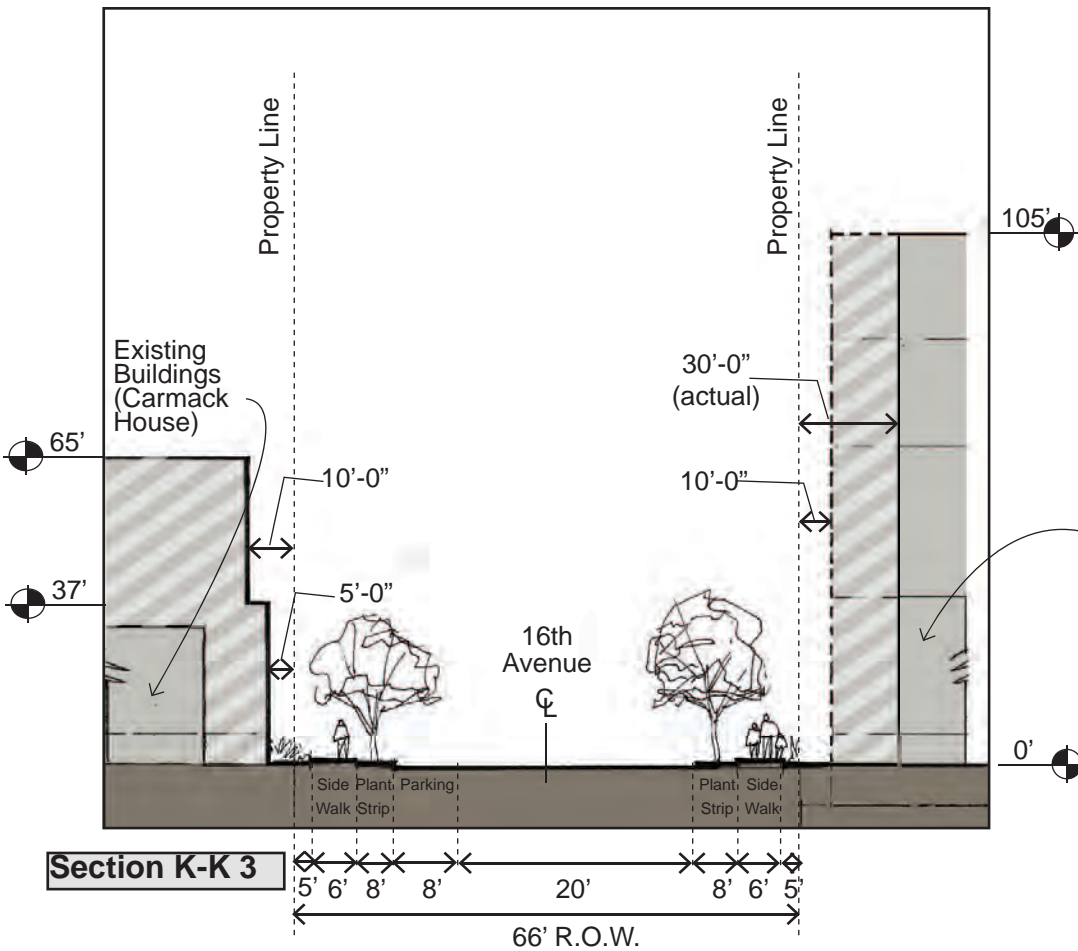 Property Line
Property Line
105’
Existing
Buildings
(Carmack
House)
30’-0”
(actual)
65’
10’-0”
10’-0”
37’
5’-0”
16th
Avenue
℄
0’
Side
Walk
Plant
Strip
Parking
Plant
Strip
Side
Walk
Section K-K 3
5’ 6’ 8’ 8’ 20’ 8’ 6’ 5’
66’ R.O.W.